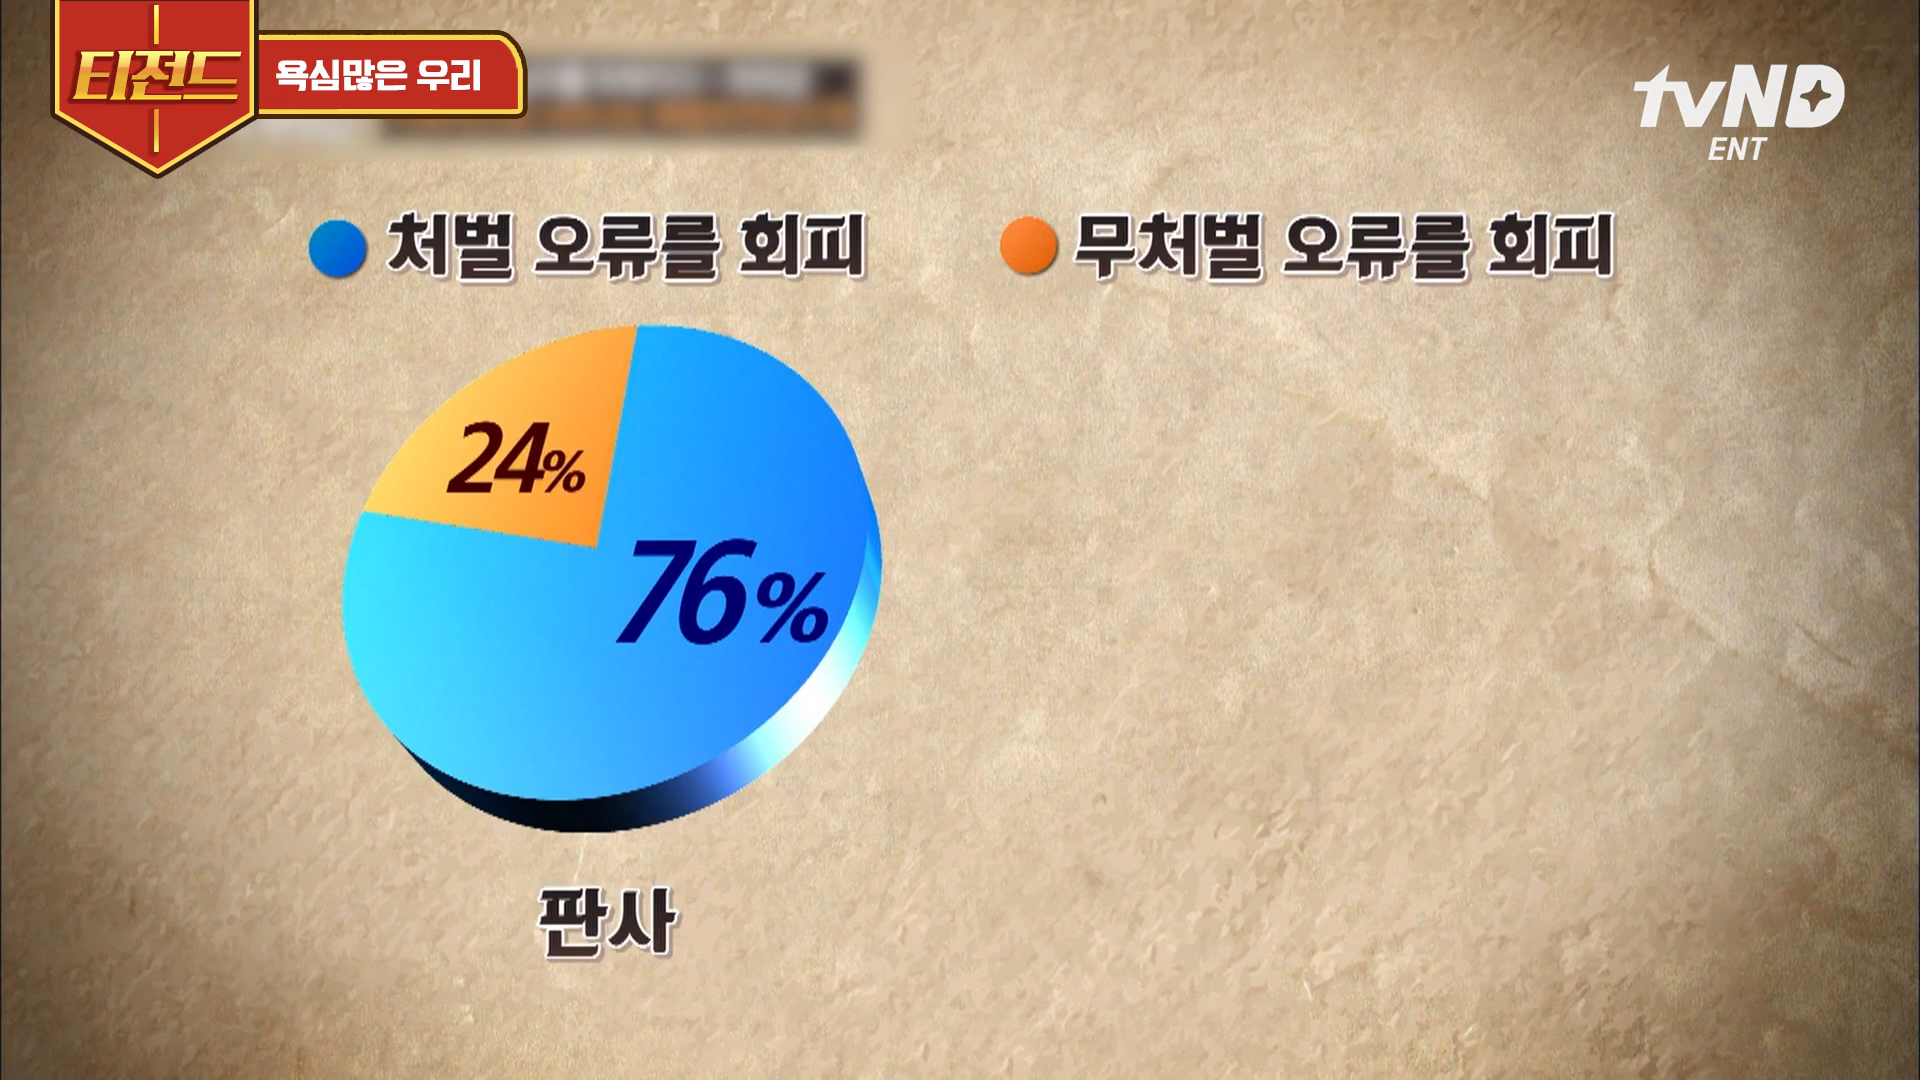 티전드
욕심많은 우리
tvND
ENT
처벌 오류를 회피
무처벌 오류를 회피
24%
76%
판사